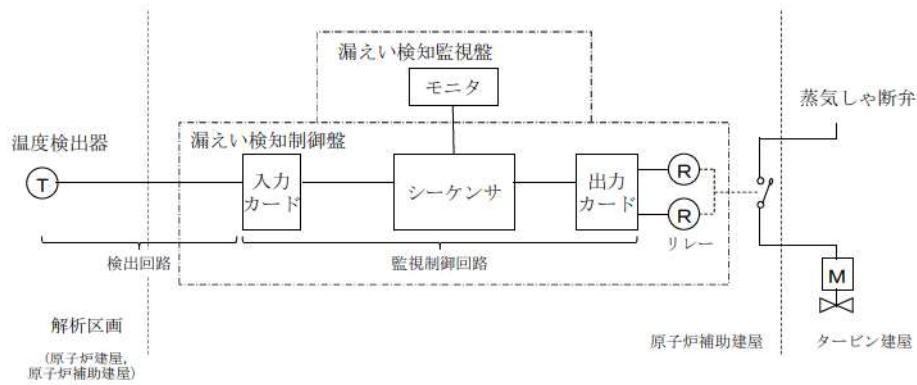 漏えい検知監視盤
モニタ
蒸気しゃ断弁
温度検出器
漏えい検知制御盤
T
入力
カード
シーケンサ
出力
カード
R
R
リレー
検出回路
監視制御回路
M
解析区画
(原子炉建屋,
原子炉補助建屋)
原子炉補助建屋
タービン建屋